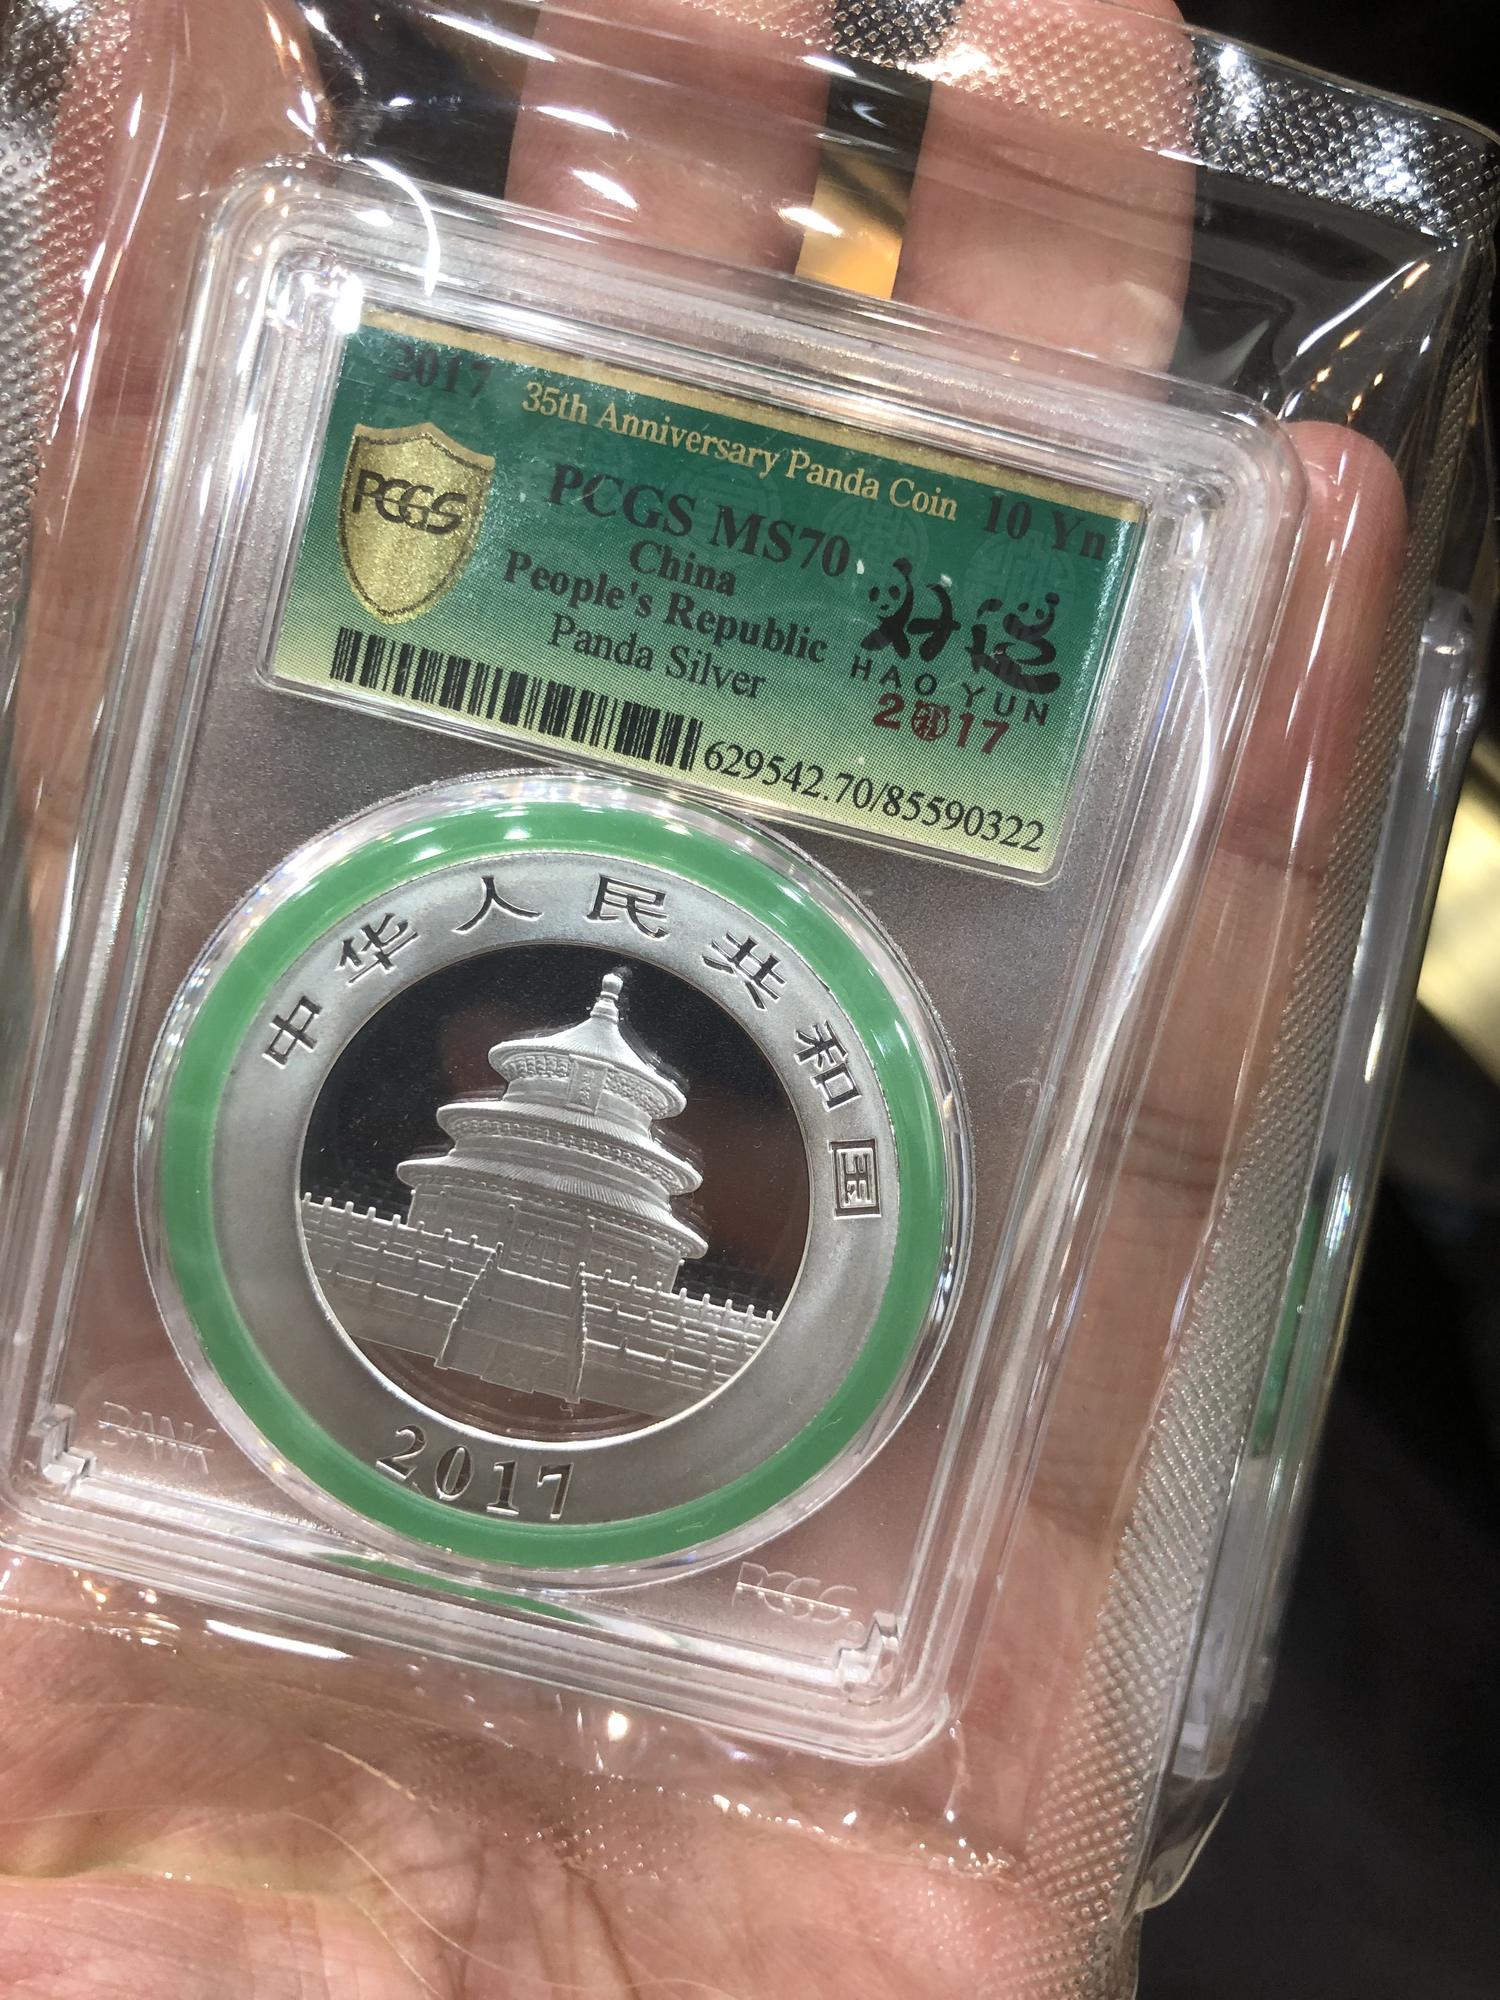 2017 35th Anniversary Panda Coin 10 Yn
PCGS
PCGS MS70
China
People's Republic
Panda Silver
好运
HAO YUN
2017
629542.70/85590322
中华人民共和国
2017
PCGS